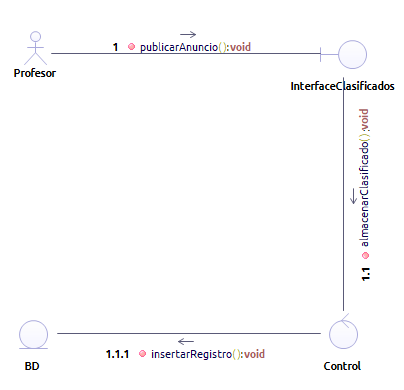 1 publicarAnuncio():void
Profesor
InterfaceClasificados
1.1 almacenarClasificado():void
1.1.1 insertarRegistro():void
BD
Control